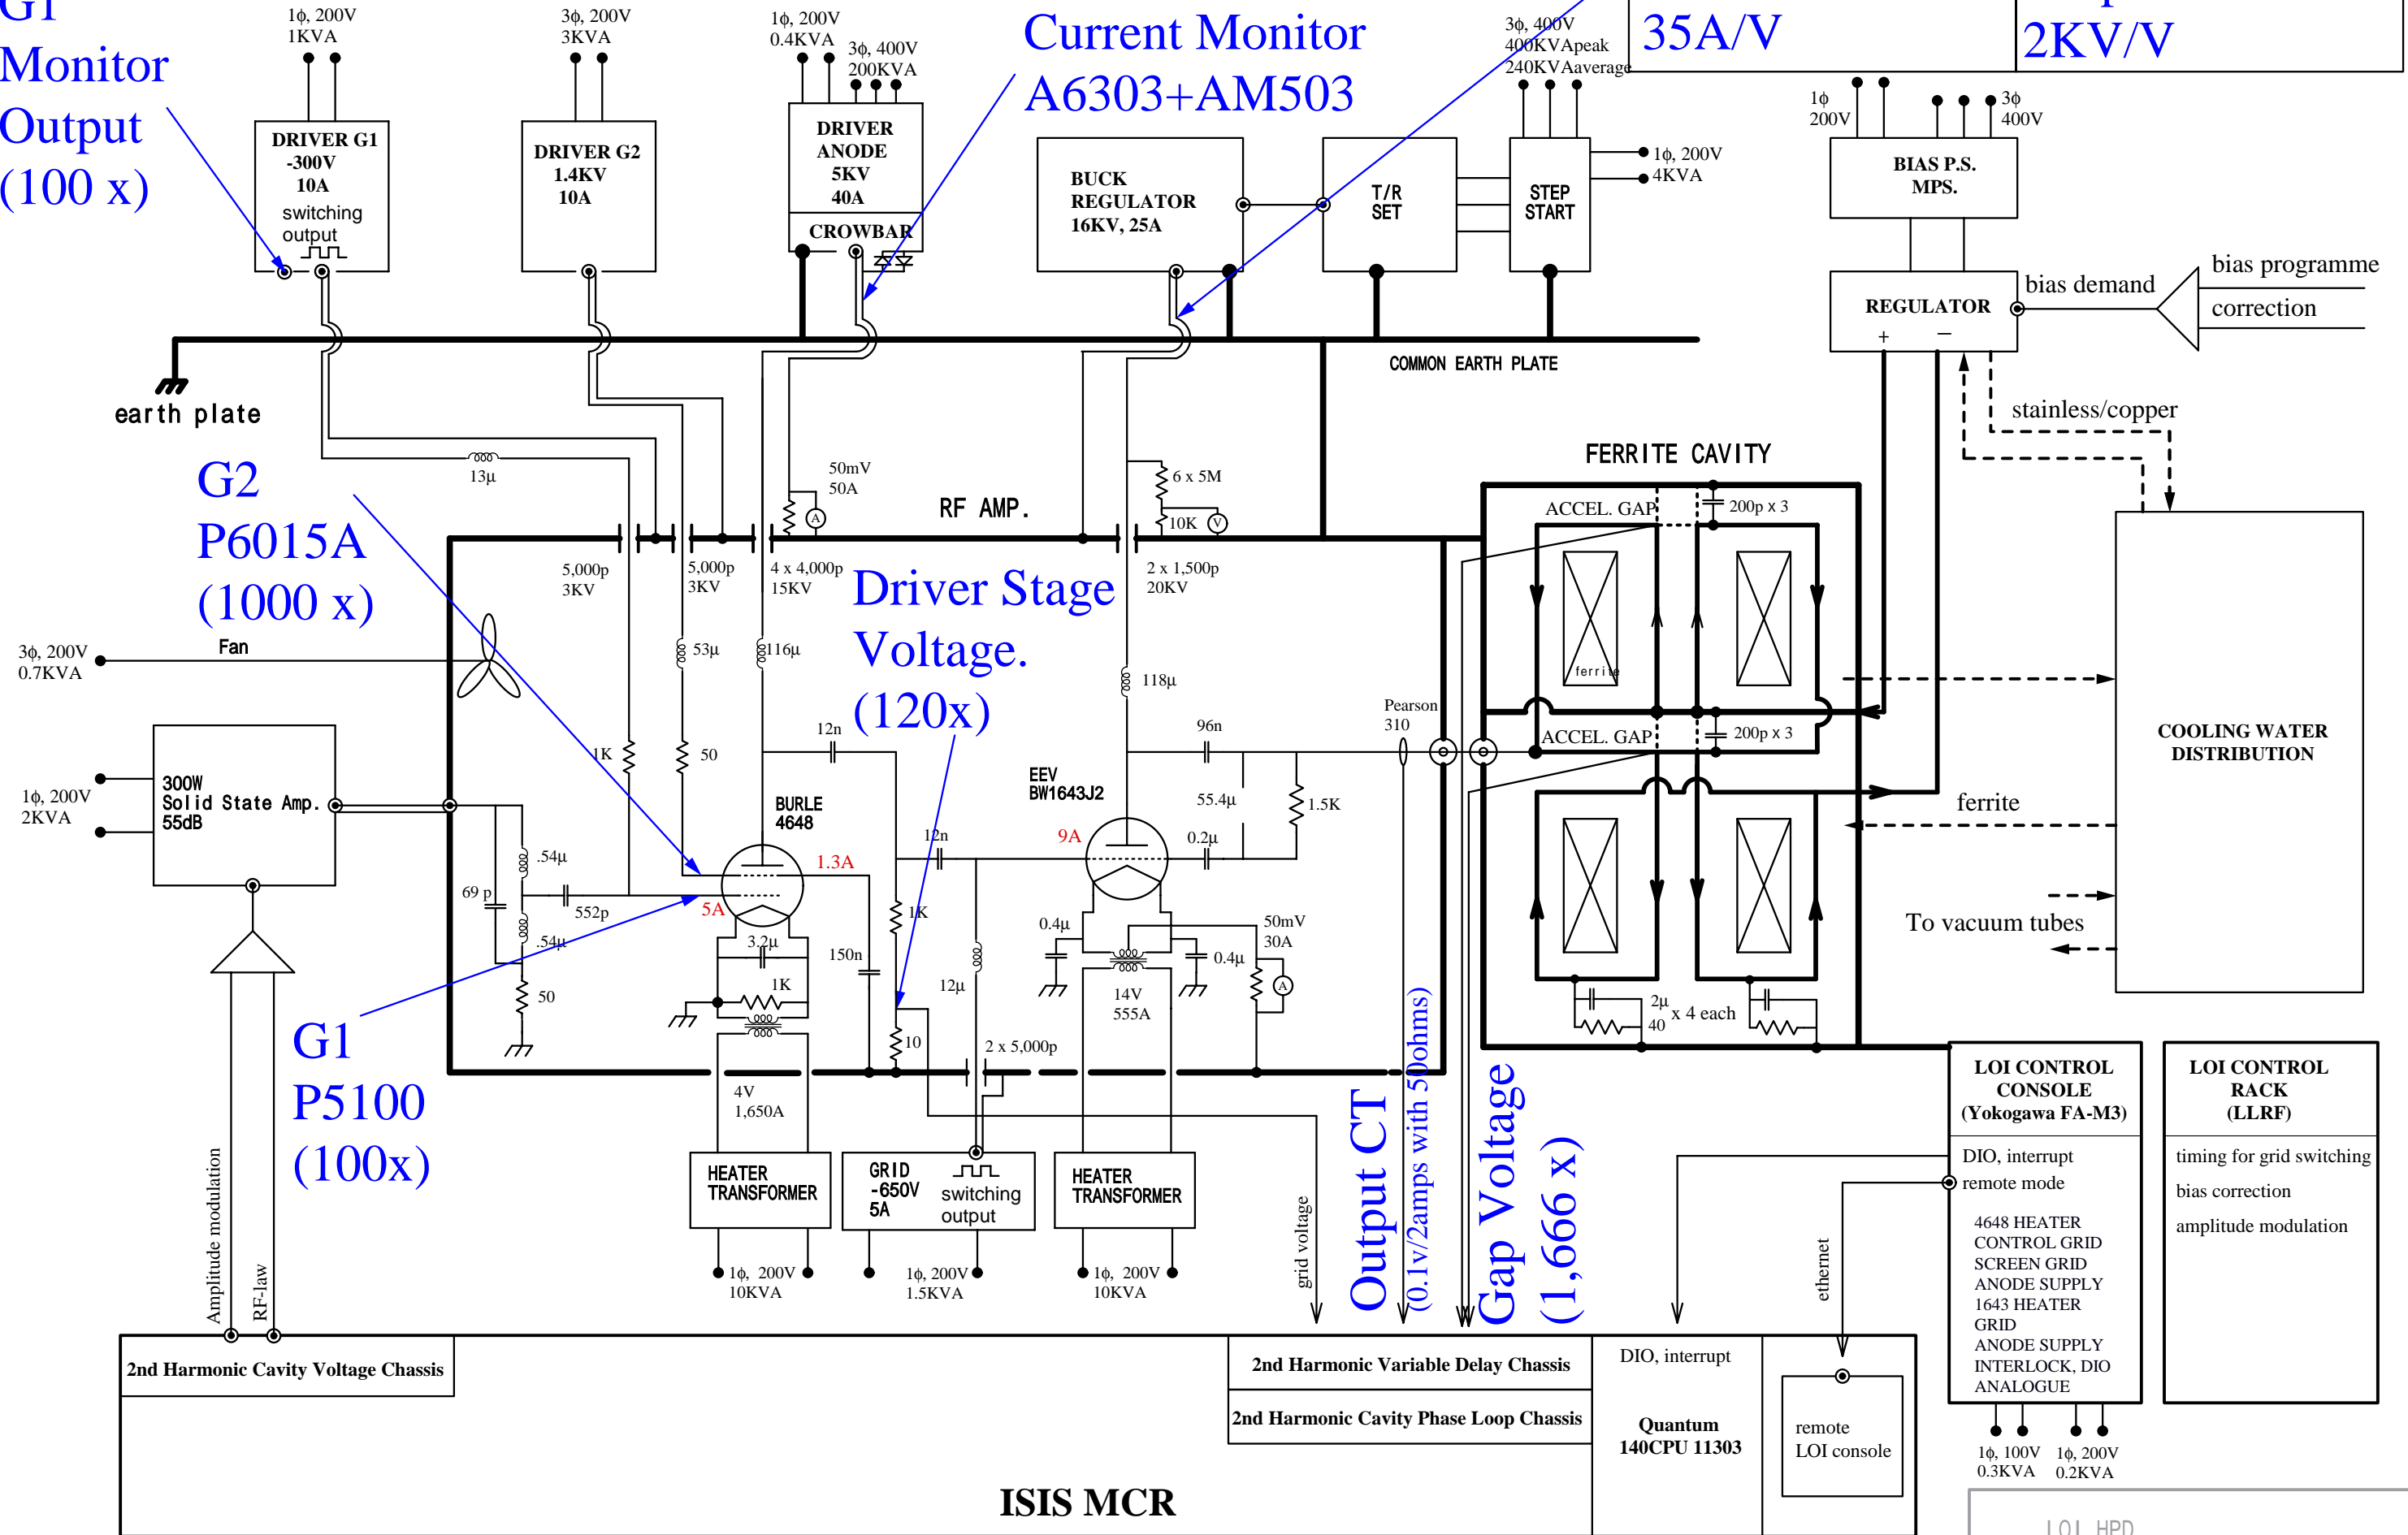 G1
Monitor
Output
(100 x)
1ϕ, 200V
1KVA
3ϕ, 200V
3KVA
1ϕ, 200V
0.4KVA
3ϕ, 400V
200KVA
Current Monitor
A6303+AM503
3ϕ, 400V
400KVApeak
240KVAaverage
35A/V
2KV/V
1ϕ
200V
3ϕ
400V
DRIVER G1
-300V
10A
switching
output
DRIVER G2
1.4KV
10A
DRIVER
ANODE
5KV
40A
CROWBAR
BUCK
REGULATOR
16KV, 25A
T/R
SET
STEP
START
1ϕ, 200V
4KVA
BIAS P.S.
MPS.
REGULATOR
+
−
bias demand
bias programme
correction
COMMON EARTH PLATE
earth plate
stainless/copper
13μ
G2
P6015A
(1000 x)
50mV
50A
A
RF AMP.
6 x 5M
10K
V
FERRITE CAVITY
ACCEL. GAP
200p x 3
5,000p
3KV
5,000p
3KV
4 x 4,000p
15KV
2 x 1,500p
20KV
Driver Stage
Voltage.
(120x)
Fan
3ϕ, 200V
0.7KVA
53μ
116μ
118μ
ferrite
Pearson
310
ACCEL. GAP
200p x 3
COOLING WATER
DISTRIBUTION
1K
50
12n
96n
300W
Solid State Amp.
55dB
1ϕ, 200V
2KVA
BURLE
4648
EEV
BW1643J2
55.4μ
1.5K
ferrite
12n
9A
0.2μ
.54μ
69 p
552p
.54μ
50
1.3A
5A
1K
3.2μ
1K
150n
12μ
0.4μ
0.4μ
50mV
30A
A
14V
555A
To vacuum tubes
2μ
40
x 4 each
10
2 x 5,000p
G1
P5100
(100x)
4V
1,650A
HEATER
TRANSFORMER
GRID
-650V
5A
switching
output
HEATER
TRANSFORMER
1ϕ, 200V
10KVA
1ϕ, 200V
1.5KVA
1ϕ, 200V
10KVA
Amplitude modulation
RF-law
grid voltage
Output CT
(0.1v/2amps with 50ohms)
Gap Voltage
(1,666 x)
ethernet
LOI CONTROL
CONSOLE
(Yokogawa FA-M3)
DIO, interrupt
remote mode
4648 HEATER
CONTROL GRID
SCREEN GRID
ANODE SUPPLY
1643 HEATER
GRID
ANODE SUPPLY
INTERLOCK, DIO
ANALOGUE
LOI CONTROL
RACK
(LLRF)
timing for grid switching
bias correction
amplitude modulation
1ϕ, 100V
0.3KVA
1ϕ, 200V
0.2KVA
2nd Harmonic Cavity Voltage Chassis
2nd Harmonic Variable Delay Chassis
2nd Harmonic Cavity Phase Loop Chassis
DIO, interrupt
Quantum
140CPU 11303
remote
LOI console
ISIS MCR
LOI HPD